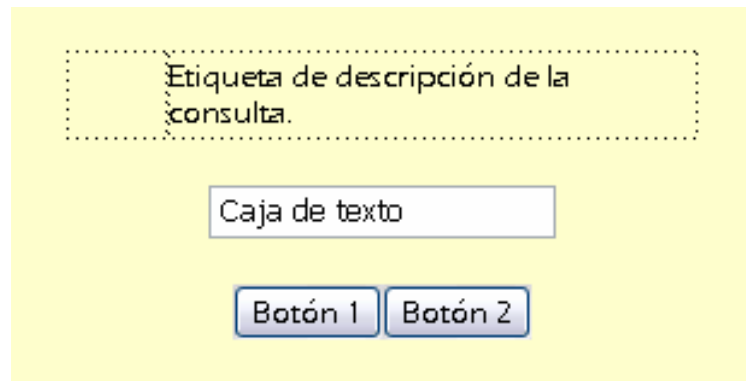 Etiqueta de descripción de la
consulta.
Caja de texto
Botón 1 Botón 2